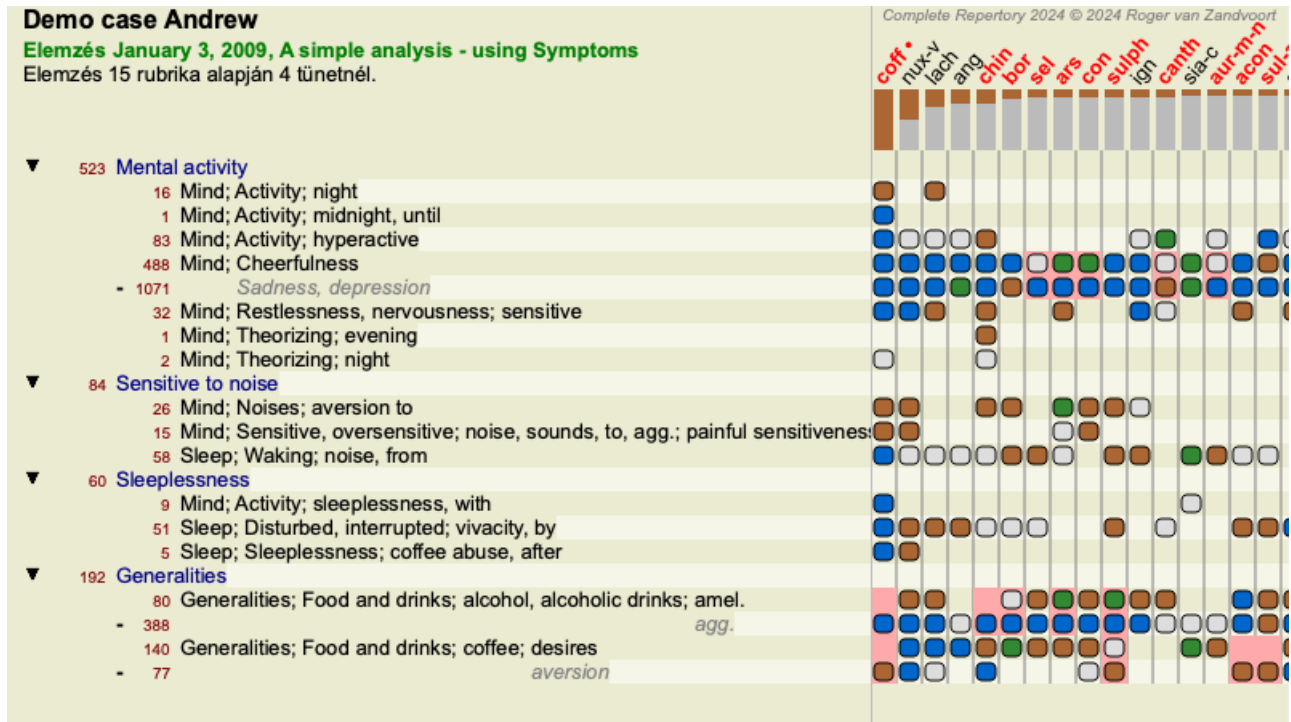 Demo case Andrew
Complete Repertory 2024 © 2024 Roger van Zandvoort
Elemzés January 3, 2009, A simple analysis - using Symptoms
Elemzés 15 rubrika alapján 4 tünetnél.
coff • nux-v lach ang chin bor sel ars con sulph ign canth sia-c aur-m-n acon
▼ 523 Mental activity
16 Mind; Activity; night
1 Mind; Activity; midnight, until
83 Mind; Activity; hyperactive
488 Mind; Cheerfulness
- 1071 Sadness, depression
32 Mind; Restlessness, nervousness; sensitive
1 Mind; Theorizing; evening
2 Mind; Theorizing; night
▼ 84 Sensitive to noise
26 Mind; Noises; aversion to
15 Mind; Sensitive, oversensitive; noise, sounds, to, agg.; painful sensitiveness
58 Sleep; Waking; noise, from
▼ 60 Sleeplessness
9 Mind; Activity; sleeplessness, with
51 Sleep; Disturbed, interrupted; vivacity, by
5 Sleep; Sleeplessness; coffee abuse, after
▼ 192 Generalities
80 Generalities; Food and drinks; alcohol, alcoholic drinks; amel.
- 388 agg.
140 Generalities; Food and drinks; coffee; desires
- 77 aversion